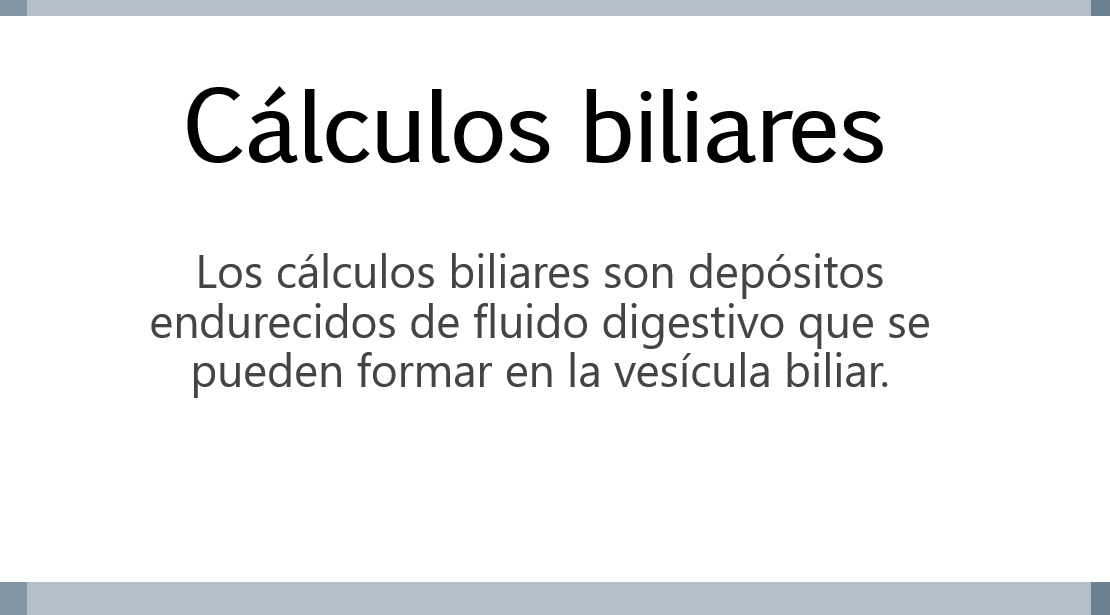 Cálculos biliares
Los cálculos biliares son depósitos
endurecidos de fluido digestivo que se
pueden formar en la vesícula biliar.